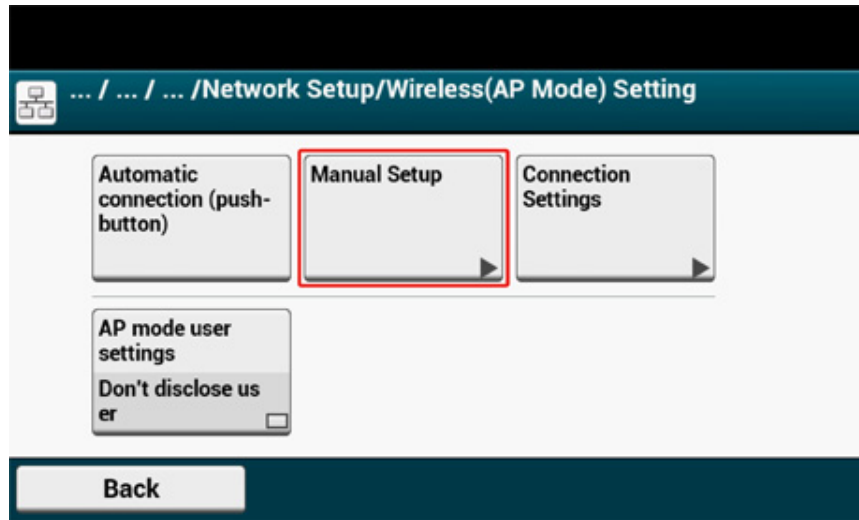 ... / ... / ... /Network Setup/Wireless(AP Mode) Setting
Automatic
connection (push-
button)
Manual Setup
Connection
Settings
AP mode user
settings
Don't disclose us
er
Back